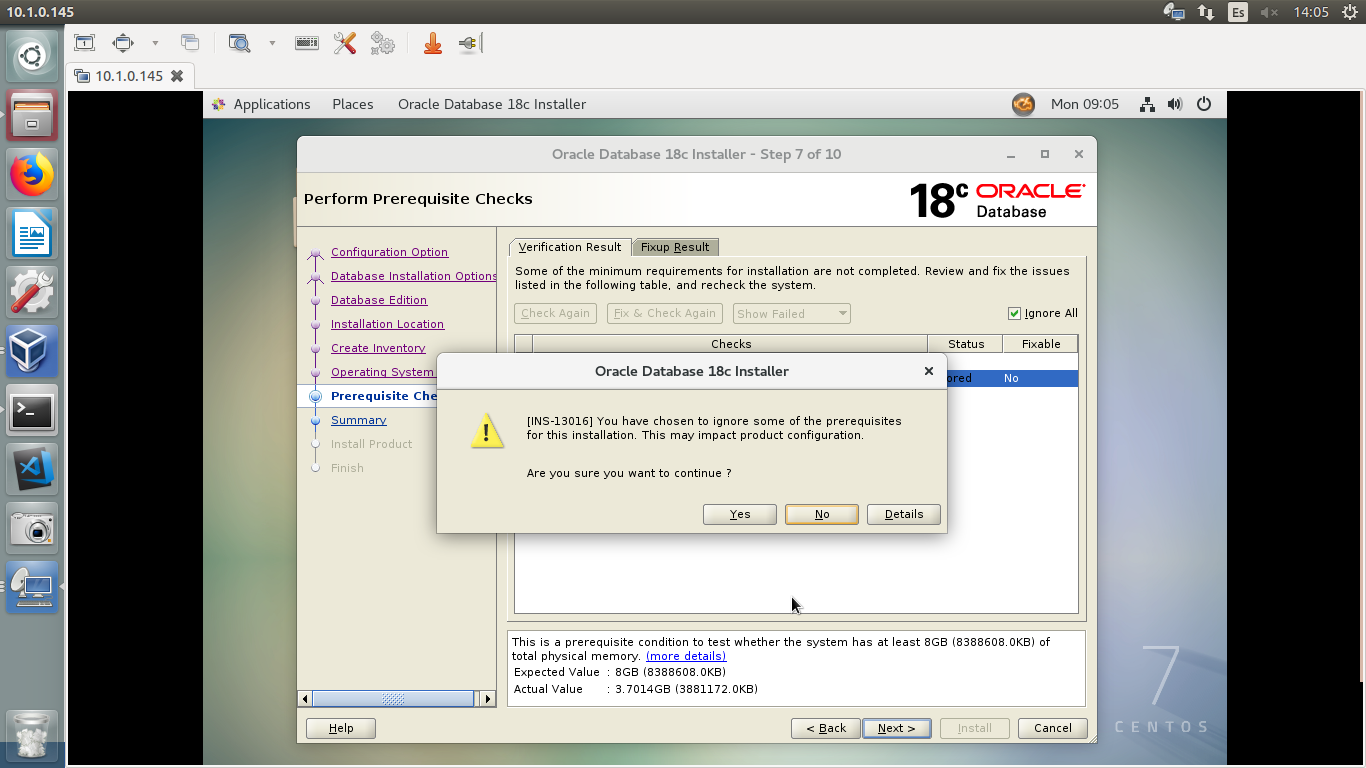 10.1.0.145
Es
14:05
10.1.0.145
Applications Places Oracle Database 18c Installer
Mon 09:05
Oracle Database 18c Installer - Step 7 of 10
Perform Prerequisite Checks
18c ORACLE
Database
Configuration Option
Database Installation Options
Database Edition
Installation Location
Create Inventory
Operating System
Prerequisite Che
Summary
Install Product
Finish
Verification Result
Fixup Result
Some of the minimum requirements for installation are not completed. Review and fix the issues
listed in the following table, and recheck the system.
Check Again
Fix & Check Again
Show Failed
Ignore All
Checks
Status
Fixable
ored
No
Oracle Database 18c Installer
[INS-13016] You have chosen to ignore some of the prerequisites
for this installation. This may impact product configuration.
Are you sure you want to continue ?
Yes
No
Details
This is a prerequisite condition to test whether the system has at least 8GB (8388608.0KB) of
total physical memory. (more details)
Expected Value : 8GB (8388608.0KB)
Actual Value : 3.7014GB (3881172.0KB)
Help
< Back
Next >
Install
Cancel
7
CENTOS